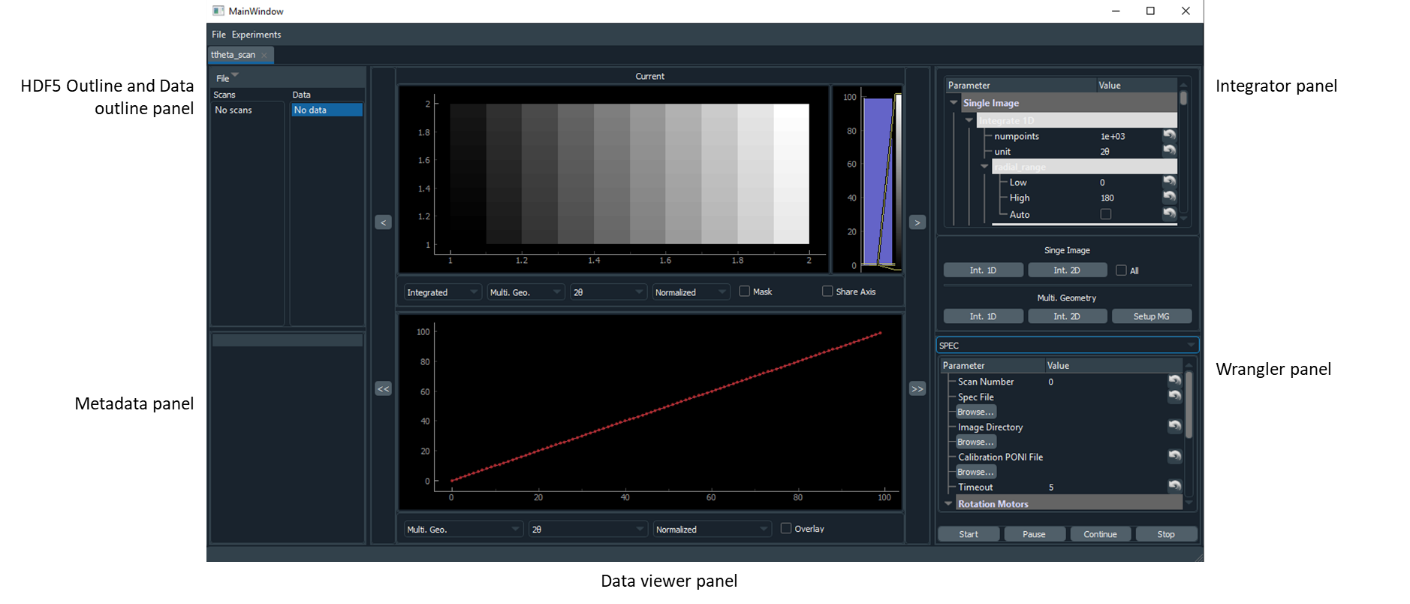 MainWindow
File Experiments
ttheta_scan
HDF5 Outline and Data
outline panel
File
Scans Data
No scans No data
Metadata panel
Current
2
1.8
1.6
1.4
1.2
1
1 1.2 1.4 1.6 1.8 2
100
80
60
40
20
0
<
>
Integrated Multi. Geo. 2θ Normalized Mask Share Axis
100
80
60
40
20
0
0 20 40 60 80 100
<<
>>
Multi. Geo. 2θ Normalized Overlay
Data viewer panel
Integrator panel
Parameter Value
Single Image
Integrate 1D
numpoints 1e+03
unit 2θ
radial_range
Low 0
High 180
Auto
Singe Image
Int. 1D Int. 2D All
Multi. Geometry
Int. 1D Int. 2D Setup MG
Wrangler panel
SPEC
Parameter Value
Scan Number 0
Spec File
Browse...
Image Directory
Browse...
Calibration PONI File
Browse...
Timeout 5
Rotation Motors
Start Pause Continue Stop